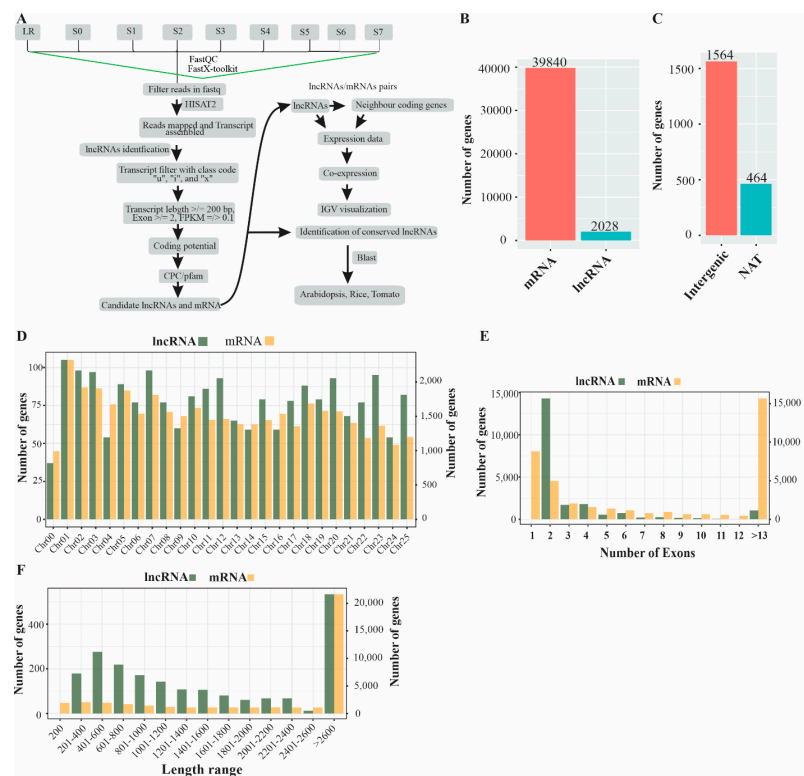 A
LR S0 S1 S2 S3 S4 S5 S6 S7
FastQC
FastX-toolkit
Filter reads in fastq
HISAT2
Reads mapped and Transcript
assembled
lncRNAs identfication
Transcript filter with class code
"u", "i", and "x"
Transcript lebgth >/= 200 bp,
Exon >/= 2, FPKM =/> 0.1
Coding potential
CPC/pfam
Candidate lncRNAs and mRNA
lncRNAs/mRNAs pairs
lncRNAs
Neighbour coding genes
Expression data
Co-expression
IGV visualization
Identification of conserved lncRNAs
Blast
Arabidopsis, Rice, Tomato
B
39840
2028
40000
30000
20000
10000
0
Number of genes
mRNA
lncRNA
C
1564
464
1500
1000
500
0
Number of genes
Intergenic
NAT
D
lncRNA mRNA
100
75
50
25
0
Number of genes
2,000
1,500
1,000
500
0
Number of genes
Chr00 Chr01 Chr02 Chr03 Chr04 Chr05 Chr06 Chr07 Chr08 Chr09 Chr10 Chr11 Chr12 Chr13 Chr14 Chr15 Chr16 Chr17 Chr18 Chr19 Chr20 Chr21 Chr22 Chr23 Chr24 Chr25
E
lncRNA mRNA
15,000
10,000
5,000
0
Number of genes
15,000
10,000
5,000
0
Number of genes
1 2 3 4 5 6 7 8 9 10 11 12 >13
Number of Exons
F
lncRNA mRNA
400
200
0
Number of genes
20,000
15,000
10,000
5,000
0
Number of genes
200 201-400 401-600 601-800 801-1000 1001-1200 1201-1400 1401-1600 1601-1800 1801-2000 2001-2200 2201-2400 2401-2600 >2600
Length range